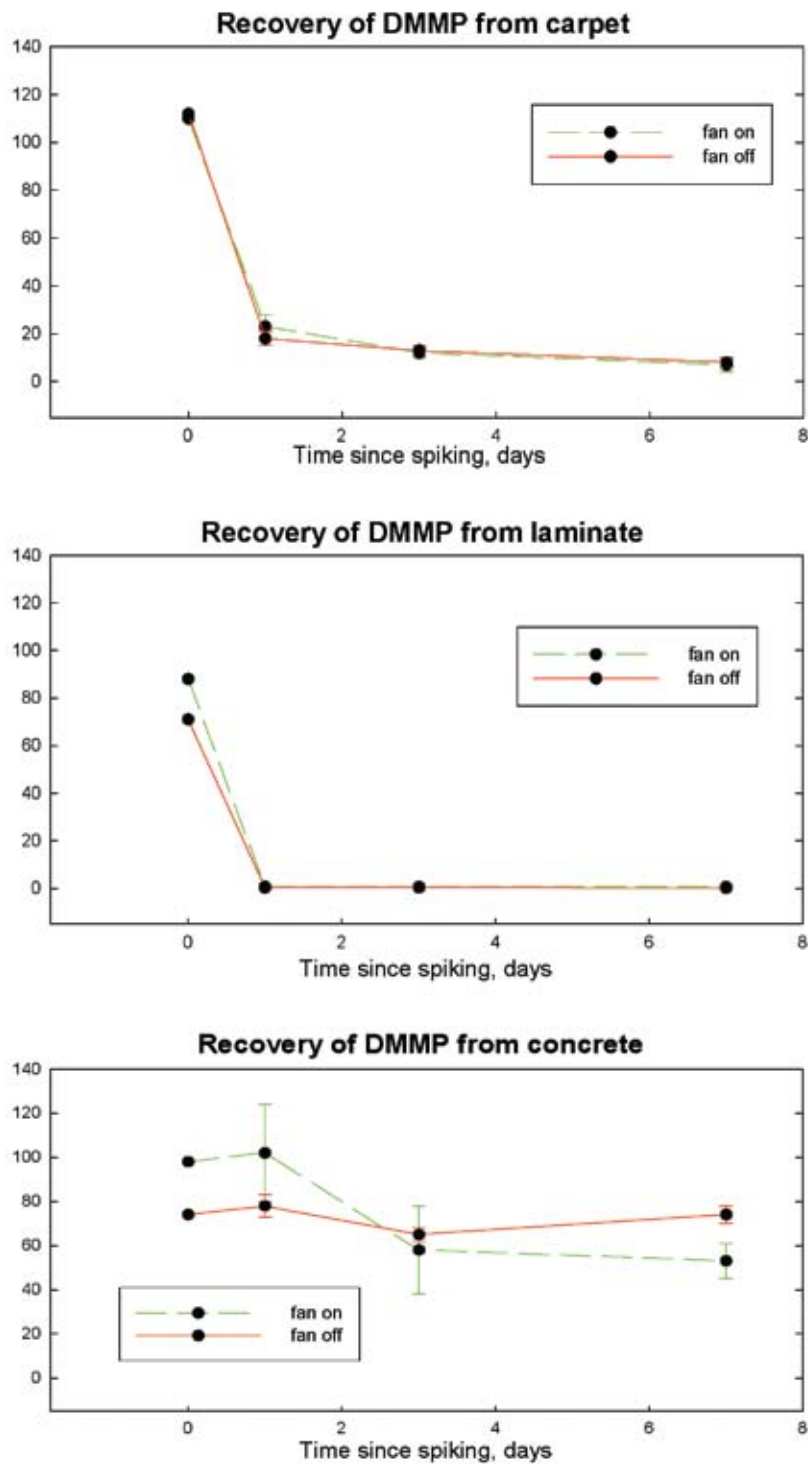 Recovery of DMMP from carpet
140
120
100
80
60
40
20
0
fan on
fan off
0 2 4 6 8
Time since spiking, days
Recovery of DMMP from laminate
140
120
100
80
60
40
20
0
fan on
fan off
0 2 4 6 8
Time since spiking, days
Recovery of DMMP from concrete
140
120
100
80
60
40
20
0
fan on
fan off
0 2 4 6 8
Time since spiking, days